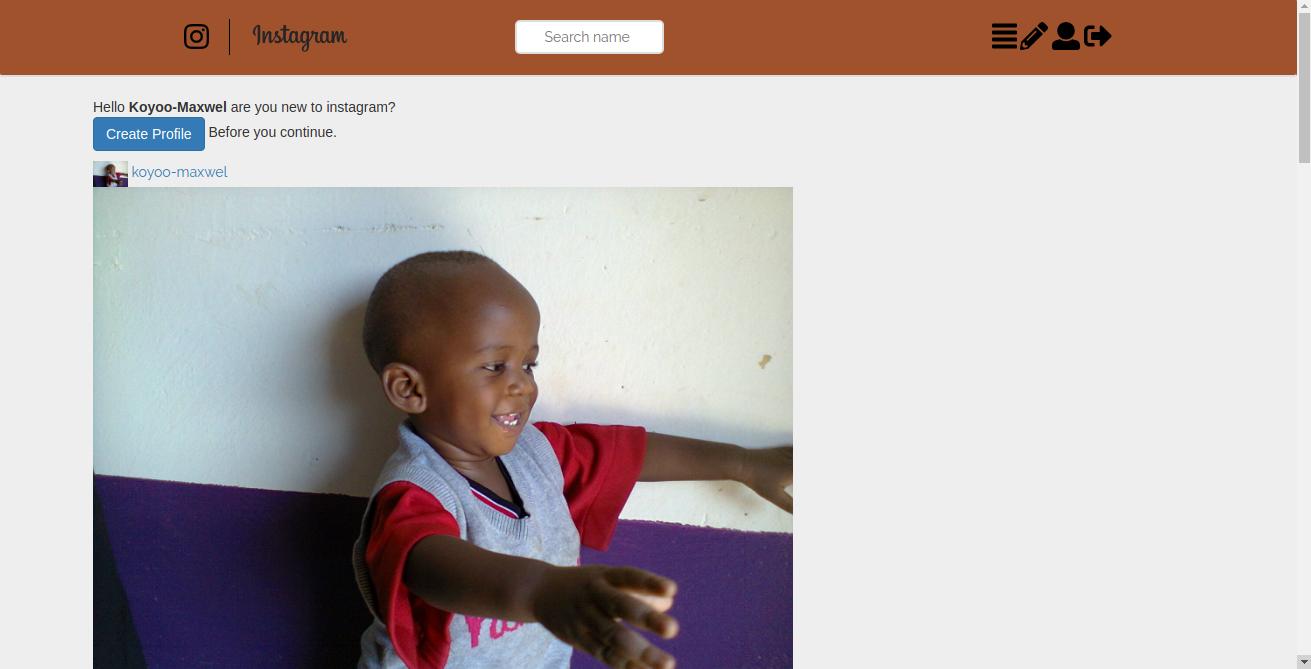 Instagram
Search name
Hello Koyoo-Maxwel are you new to instagram?
Create Profile Before you continue.
koyoo-maxwel